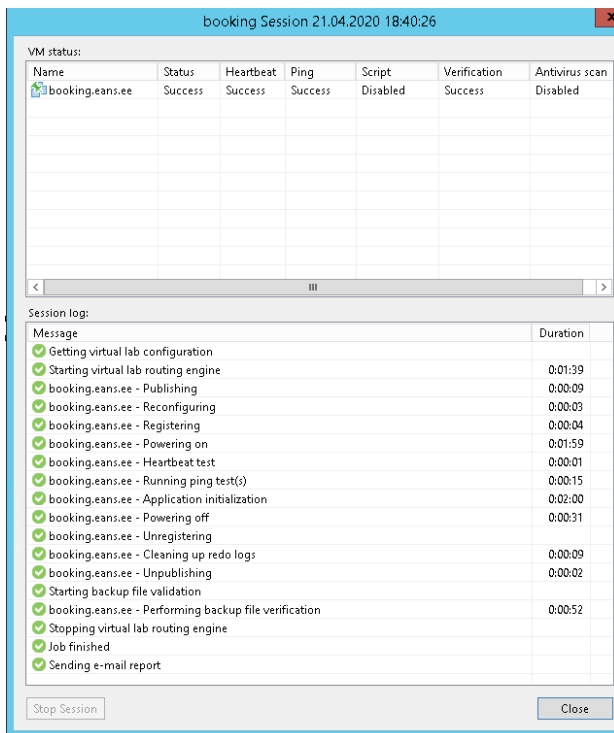 booking Session 21.04.2020 18:40:26
VM status:
Name Status Heartbeat Ping Script Verification Antivirus scan
booking.eans.ee Success Success Success Disabled Success Disabled
Session log:
Message Duration
Getting virtual lab configuration
Starting virtual lab routing engine 0:01:39
booking.eans.ee - Publishing 0:00:09
booking.eans.ee - Reconfiguring 0:00:03
booking.eans.ee - Registering 0:00:04
booking.eans.ee - Powering on 0:01:59
booking.eans.ee - Heartbeat test 0:00:01
booking.eans.ee - Running ping test(s) 0:00:15
booking.eans.ee - Application initialization 0:02:00
booking.eans.ee - Powering off 0:00:31
booking.eans.ee - Unregistering
booking.eans.ee - Cleaning up redo logs 0:00:09
booking.eans.ee - Unpublishing 0:00:02
Starting backup file validation
booking.eans.ee - Performing backup file verification 0:00:52
Stopping virtual lab routing engine
Job finished
Sending e-mail report
Stop Session Close